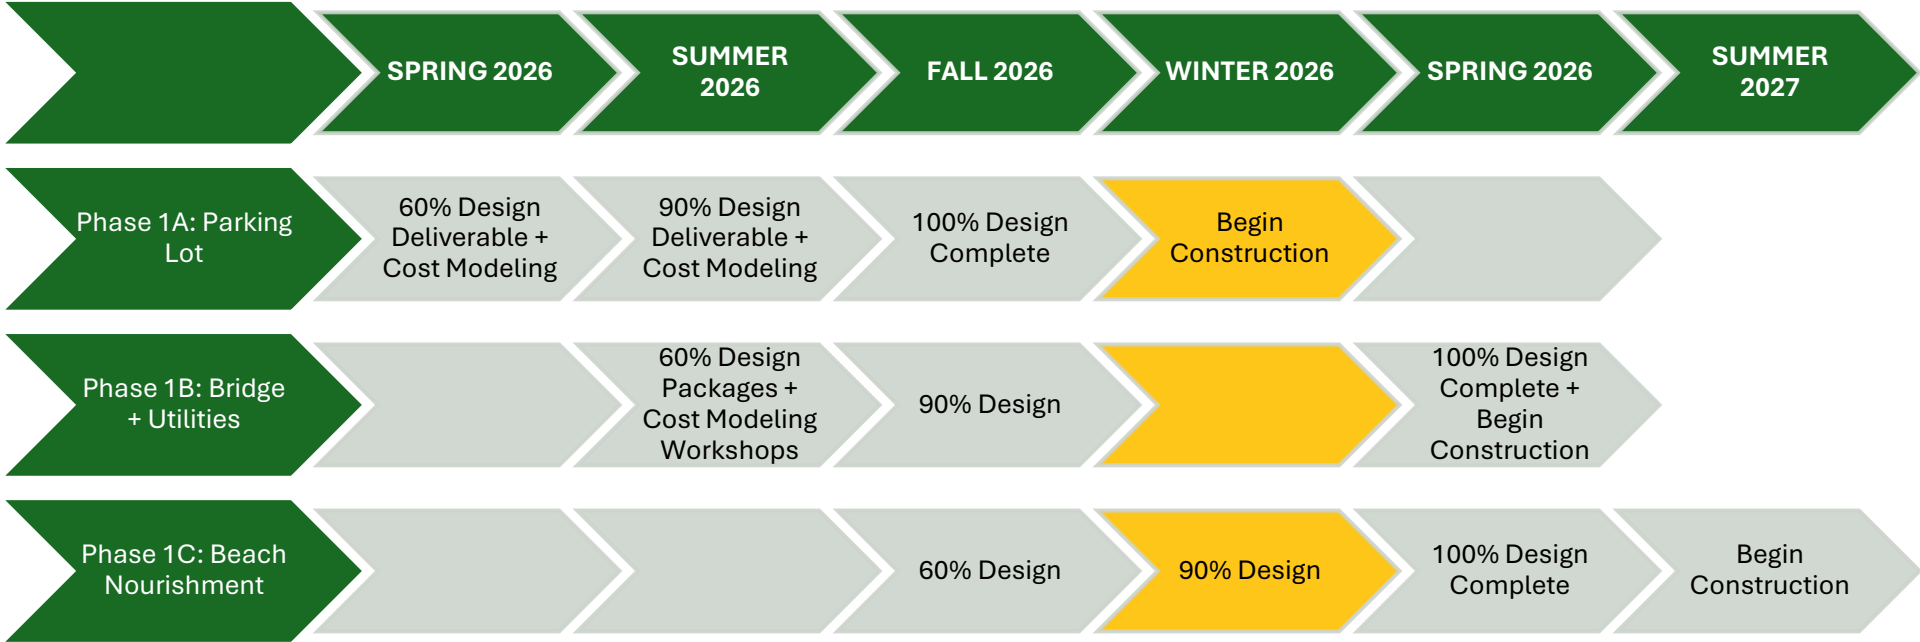 SPRING 2026
SUMMER
2026
FALL 2026
WINTER 2026
SPRING 2026
SUMMER
2027
Phase 1A: Parking
Lot
60% Design
Deliverable +
Cost Modeling
90% Design
Deliverable +
Cost Modeling
100% Design
Complete
Begin
Construction
Phase 1B: Bridge
+ Utilities
60% Design
Packages +
Cost Modeling
Workshops
90% Design
100% Design
Complete +
Begin
Construction
Phase 1C: Beach
Nourishment
60% Design
90% Design
100% Design
Complete
Begin
Construction